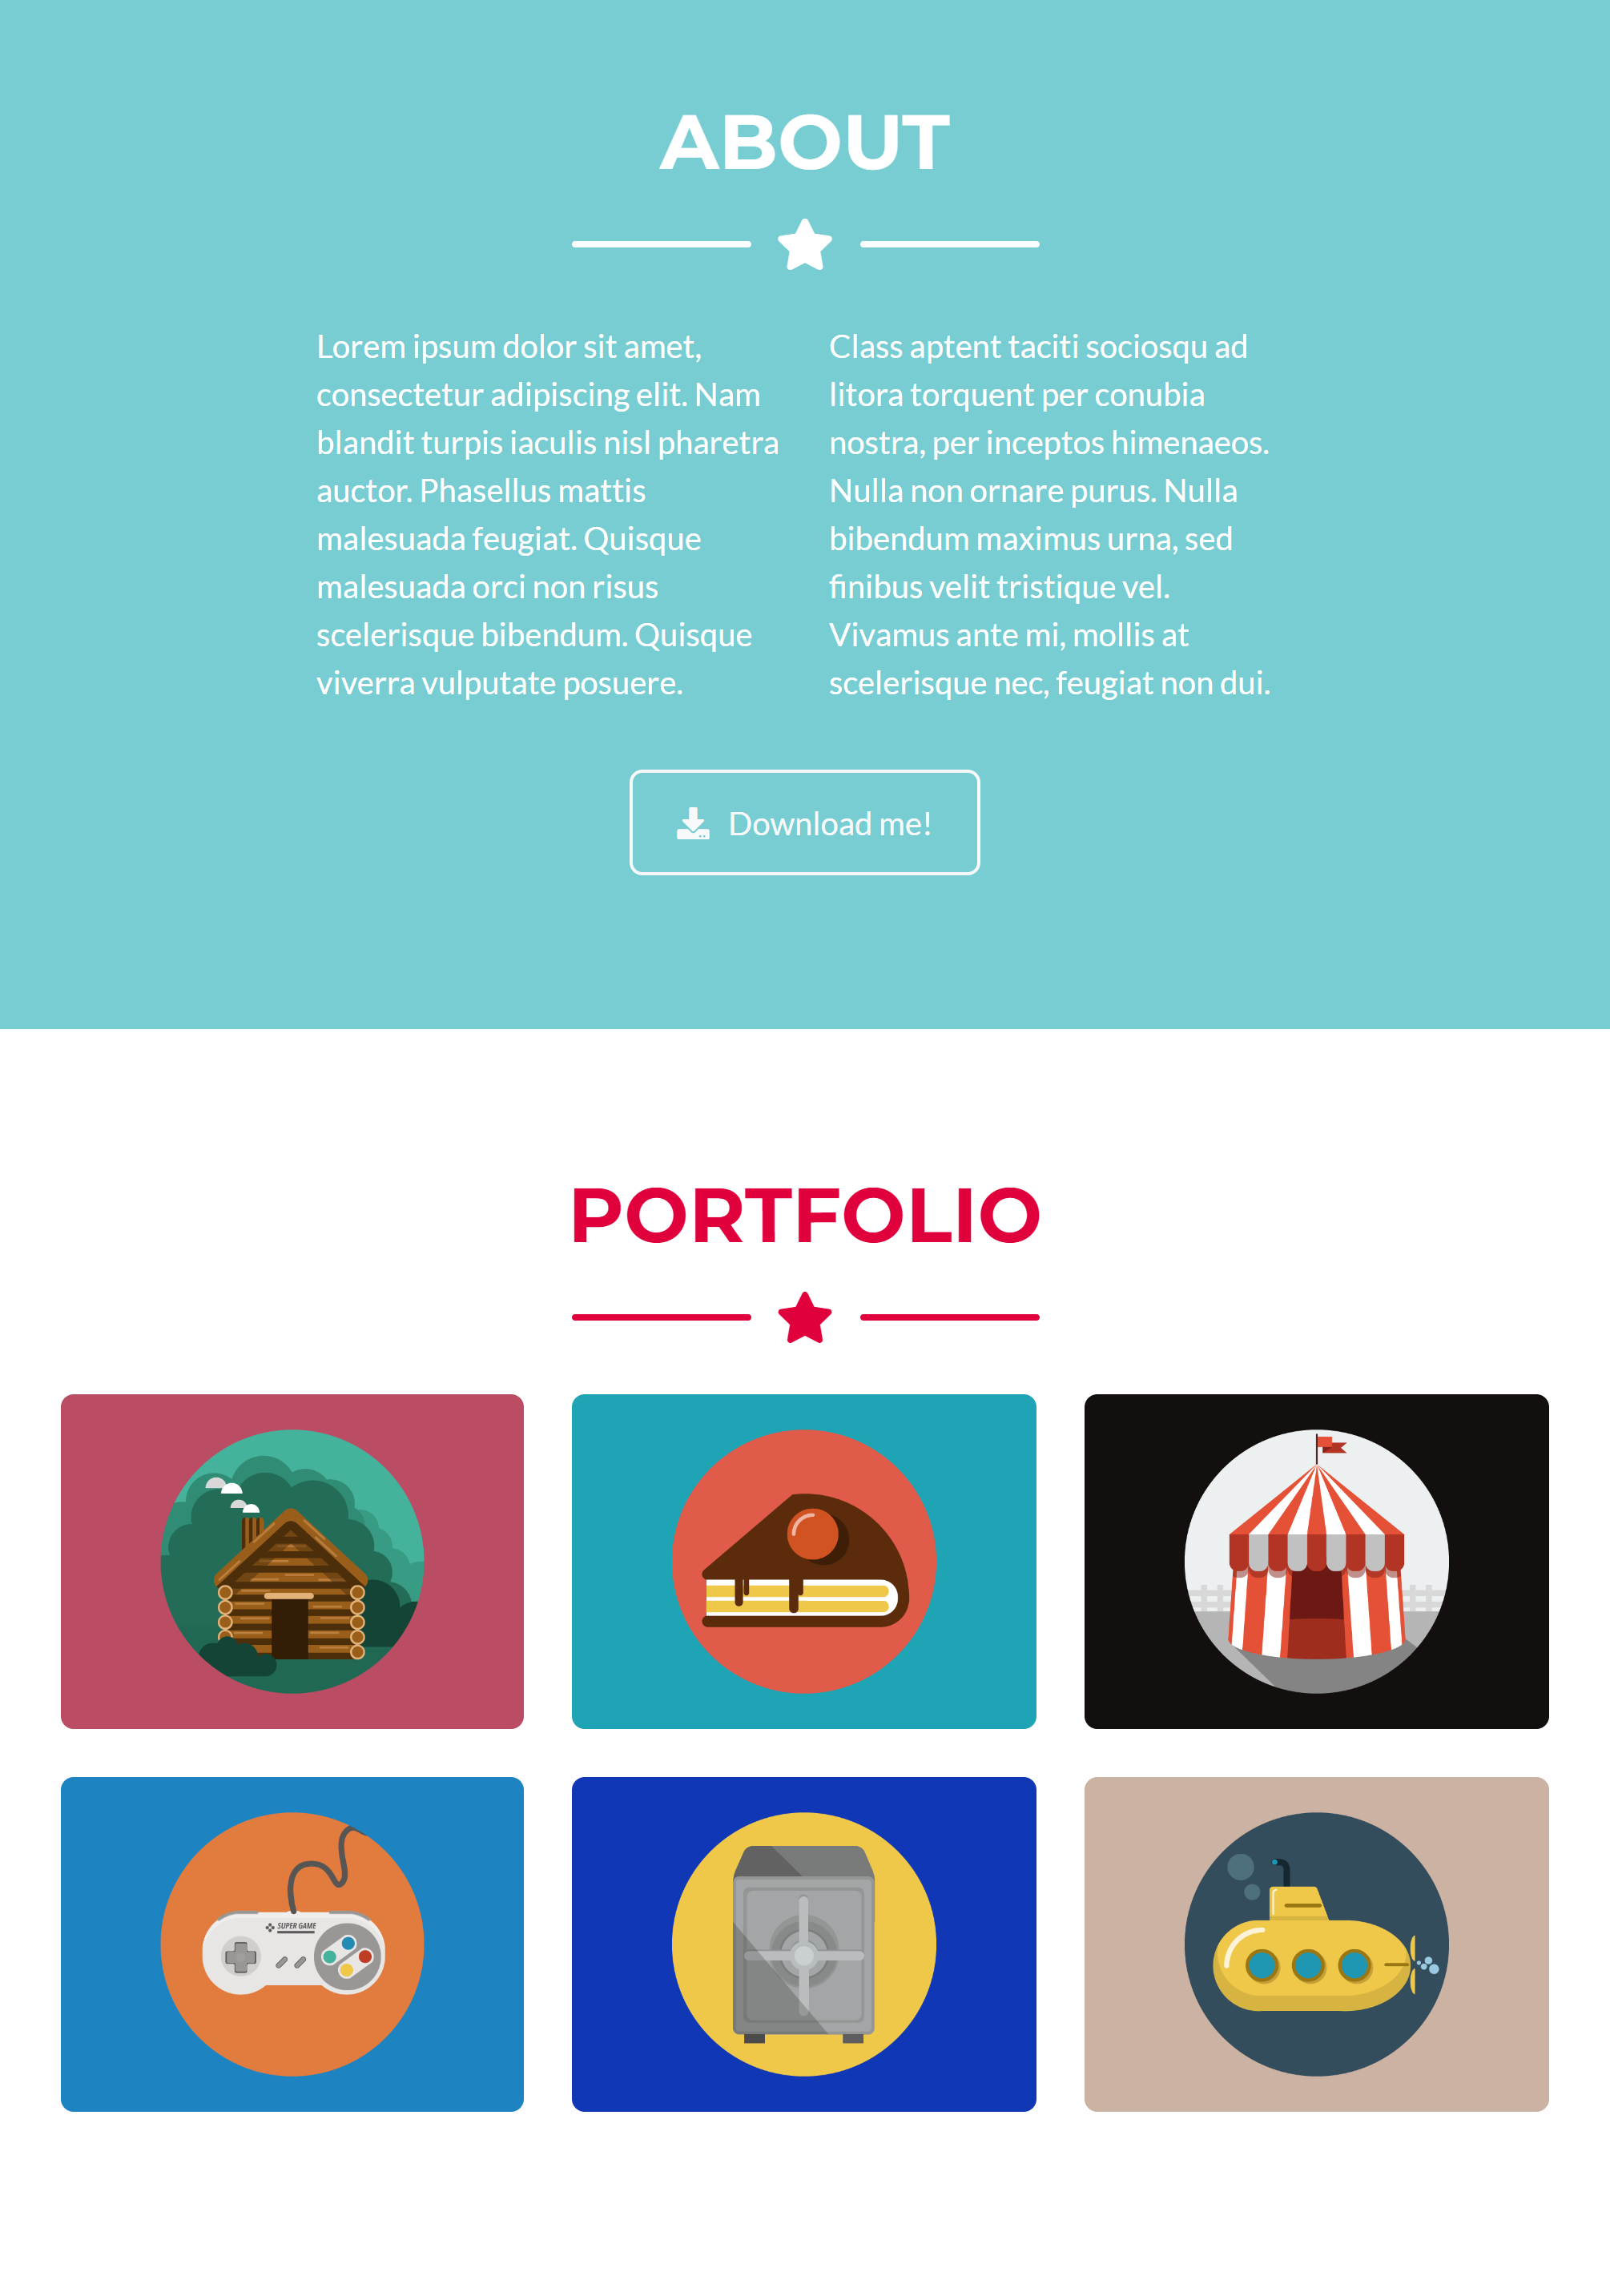 ABOUT
Lorem ipsum dolor sit amet,
consectetur adipiscing elit. Nam
blandit turpis iaculis nisl pharetra
auctor. Phasellus mattis
malesuada feugiat. Quisque
malesuada orci non risus
scelerisque bibendum. Quisque
viverra vulputate posuere.
Class aptent taciti sociosqu ad
litora torquent per conubia
nostra, per inceptos himenaeos.
Nulla non ornare purus. Nulla
bibendum maximus urna, sed
finibus velit tristique vel.
Vivamus ante mi, mollis at
scelerisque nec, feugiat non dui.
Download me!
PORTFOLIO
SUPER GAME